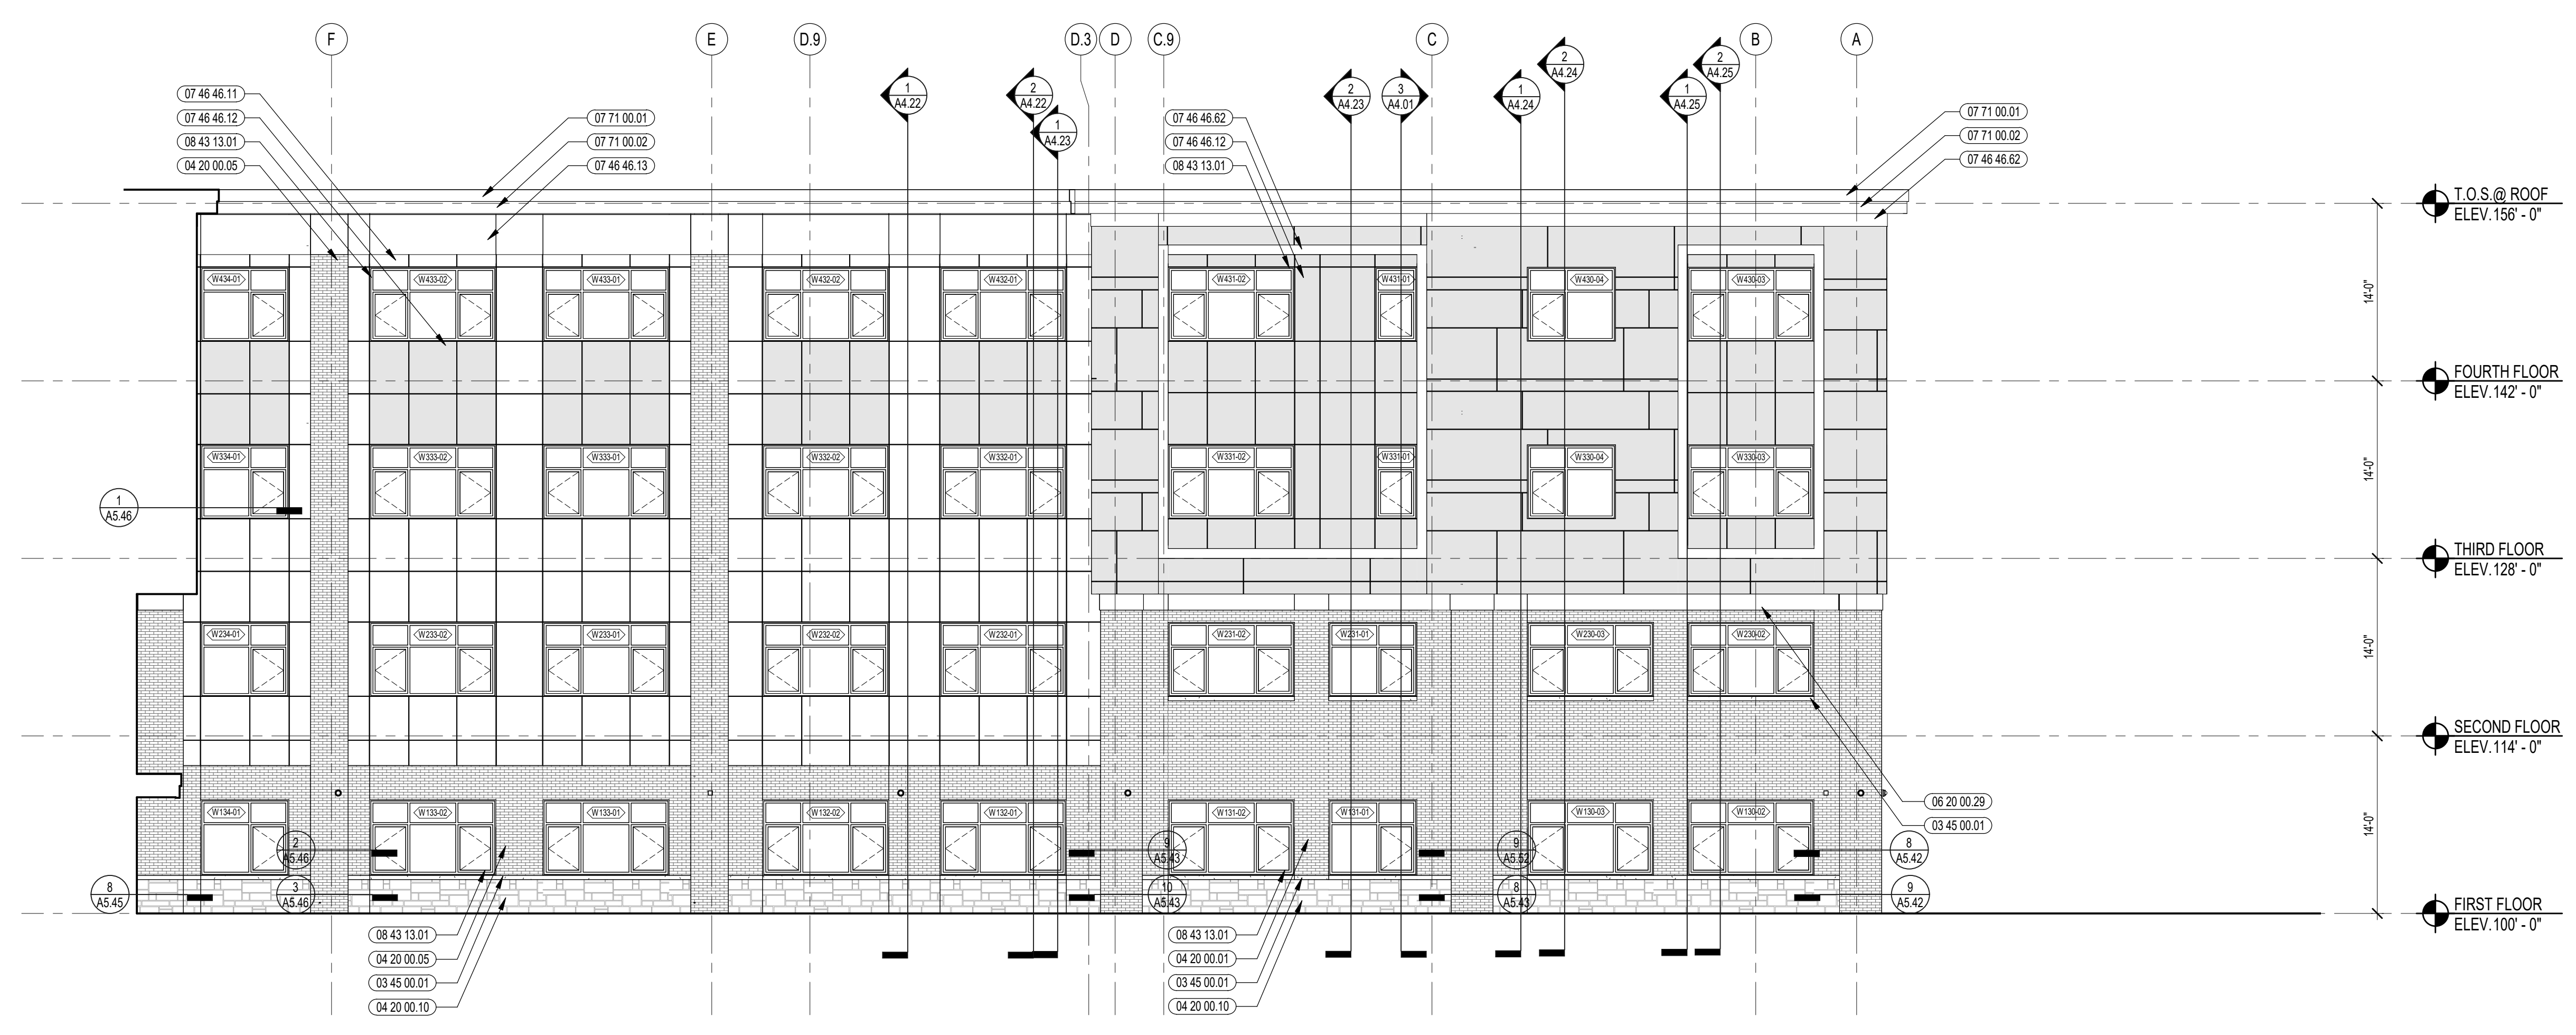 F
E
D.9
D.3
D
C.9
C
B
A
1
A4.22
2
A4.22
1
A4.23
2
A4.23
3
A4.01
1
A4.24
2
A4.24
1
A4.25
2
A4.25
07 46 46.11
07 46 46.12
08 43 13.01
04 20 00.05
07 71 00.01
07 71 00.02
07 46 46.13
07 46 46.62
07 46 46.12
08 43 13.01
07 71 00.01
07 71 00.02
07 46 46.62
T.O.S.@ ROOF
ELEV.156' - 0"
14'-0"
W434-01
W433-02
W433-01
W432-02
W432-01
W431-02
W431-01
W430-04
W430-03
FOURTH FLOOR
ELEV.142' - 0"
14'-0"
W334-01
W333-02
W333-01
W332-02
W332-01
W331-02
W331-01
W330-04
W330-03
1
A5.46
THIRD FLOOR
ELEV.128' - 0"
14'-0"
W234-01
W233-02
W233-01
W232-02
W232-01
W231-02
W231-01
W230-03
W230-02
SECOND FLOOR
ELEV.114' - 0"
14'-0"
06 20 00.29
03 45 00.01
W134-01
W133-02
W133-01
W132-02
W132-01
W131-02
W131-01
W130-03
W130-02
2
A5.46
9
A5.43
9
A5.52
8
A5.42
8
A5.45
3
A5.46
10
A5.43
8
A5.43
9
A5.42
FIRST FLOOR
ELEV.100' - 0"
08 43 13.01
04 20 00.05
03 45 00.01
04 20 00.10
08 43 13.01
04 20 00.01
03 45 00.01
04 20 00.10